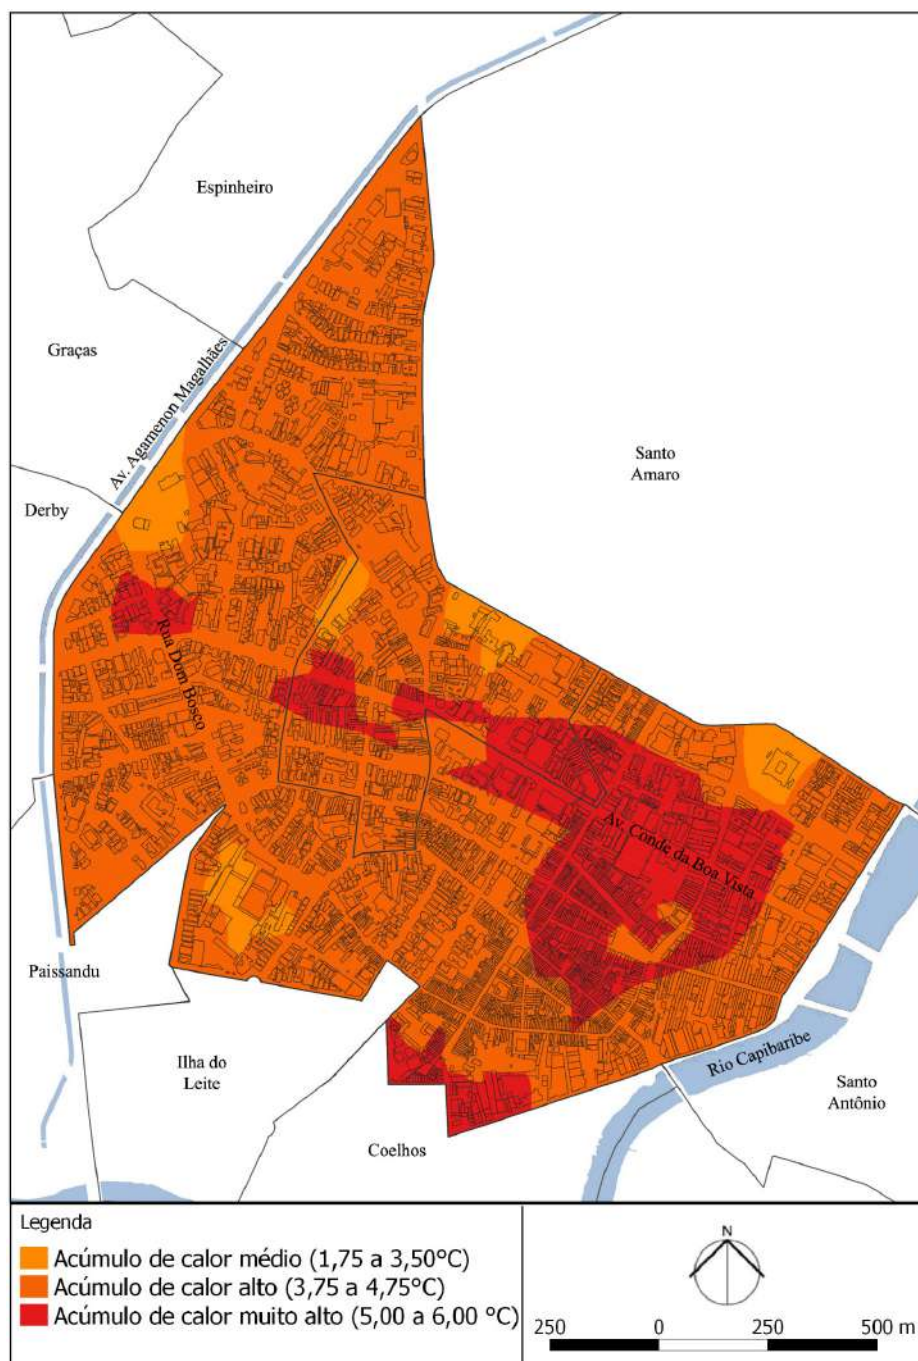 Espinheiro
Graças
Av. Agamenon Magalhães
Santo
Amaro
Derby
Rua Dom Bosco
Av. Conde da Boa Vista
Paissandu
Ilha do
Leite
Rio Capibaribe
Santo
Antônio
Coelhos
Legenda
Acúmulo de calor médio (1,75 a 3,50°C)
Acúmulo de calor alto (3,75 a 4,75°C)
Acúmulo de calor muito alto (5,00 a 6,00 °C)
N
250 0 250 500 m